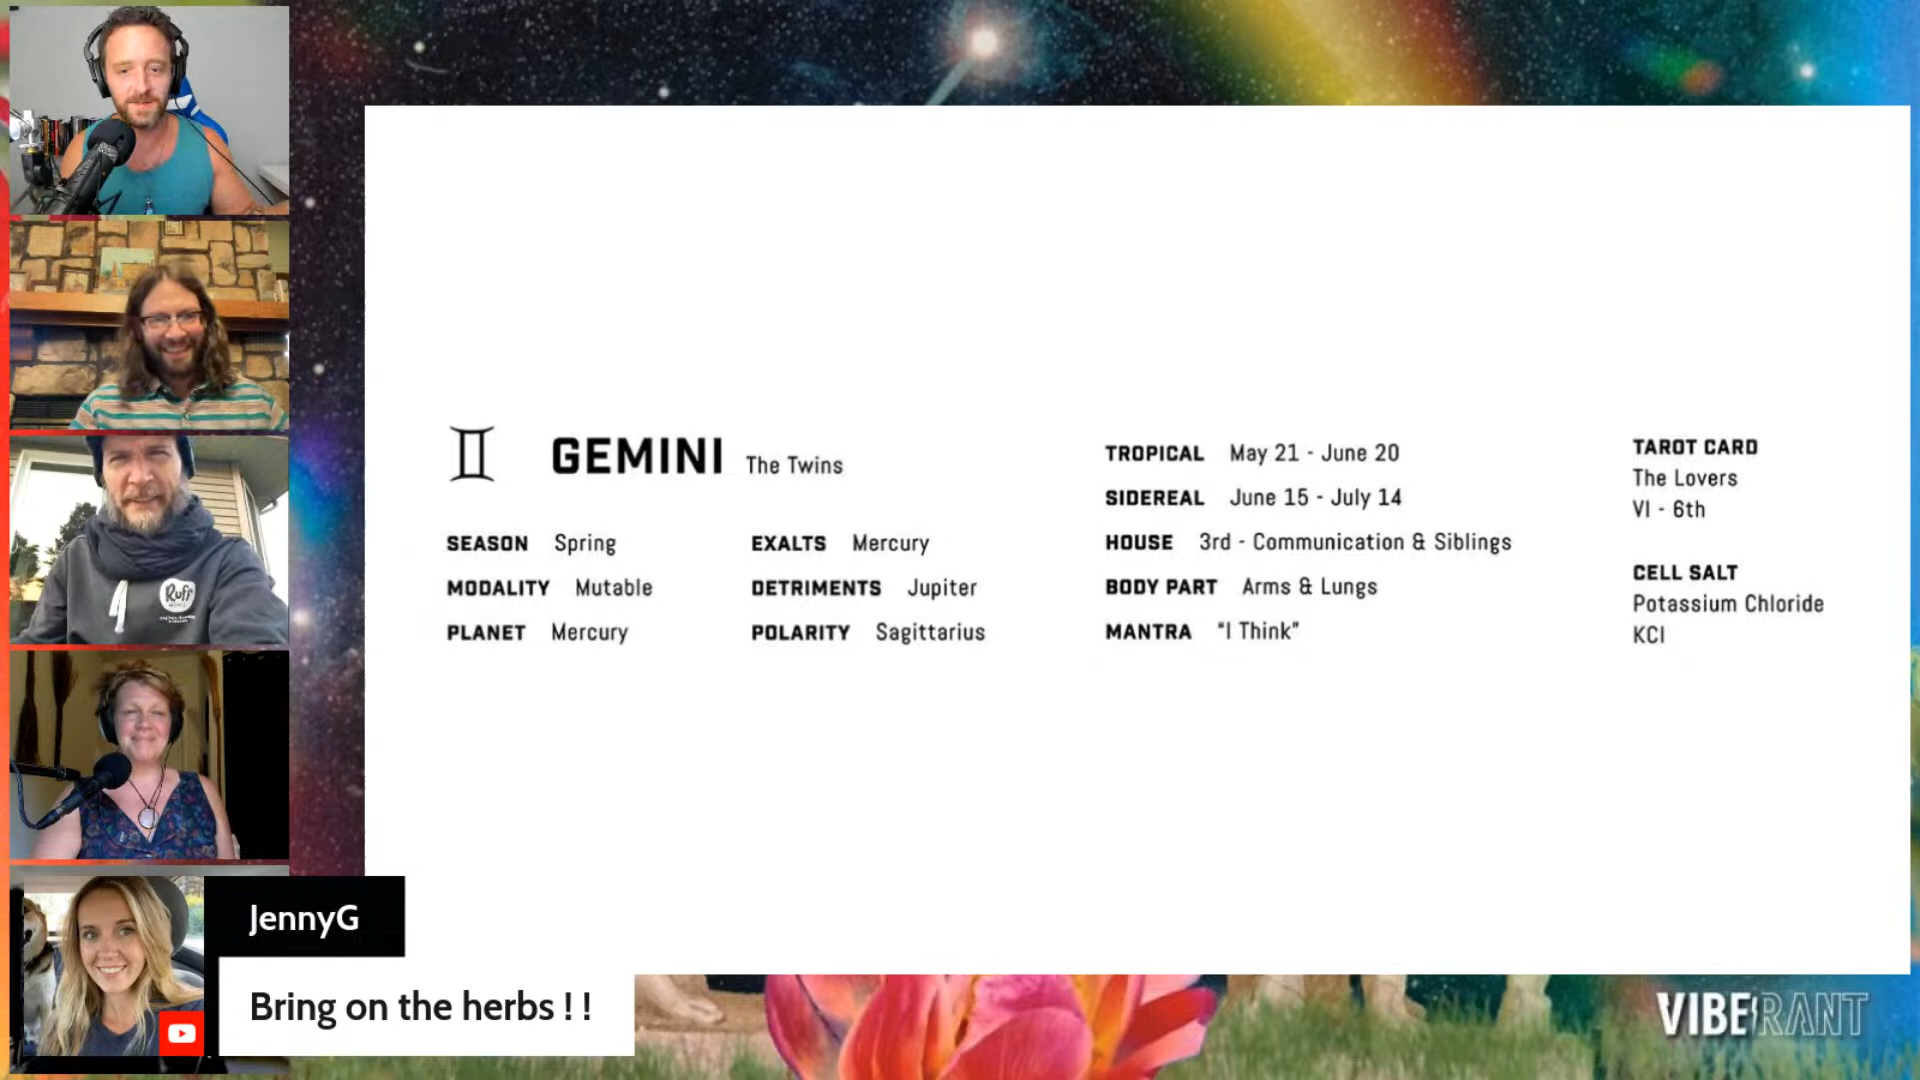 GEMINI The Twins
SEASON Spring
MODALITY Mutable
PLANET Mercury
EXALTS Mercury
DETRIMENTS Jupiter
POLARITY Sagittarius
TROPICAL May 21 - June 20
SIDEREAL June 15 - July 14
HOUSE 3rd - Communication & Siblings
BODY PART Arms & Lungs
MANTRA "I Think"
TAROT CARD
The Lovers
VI - 6th
CELL SALT
Potassium Chloride
KCl
Ruff
JennyG
Bring on the herbs ! !
VIBERANT